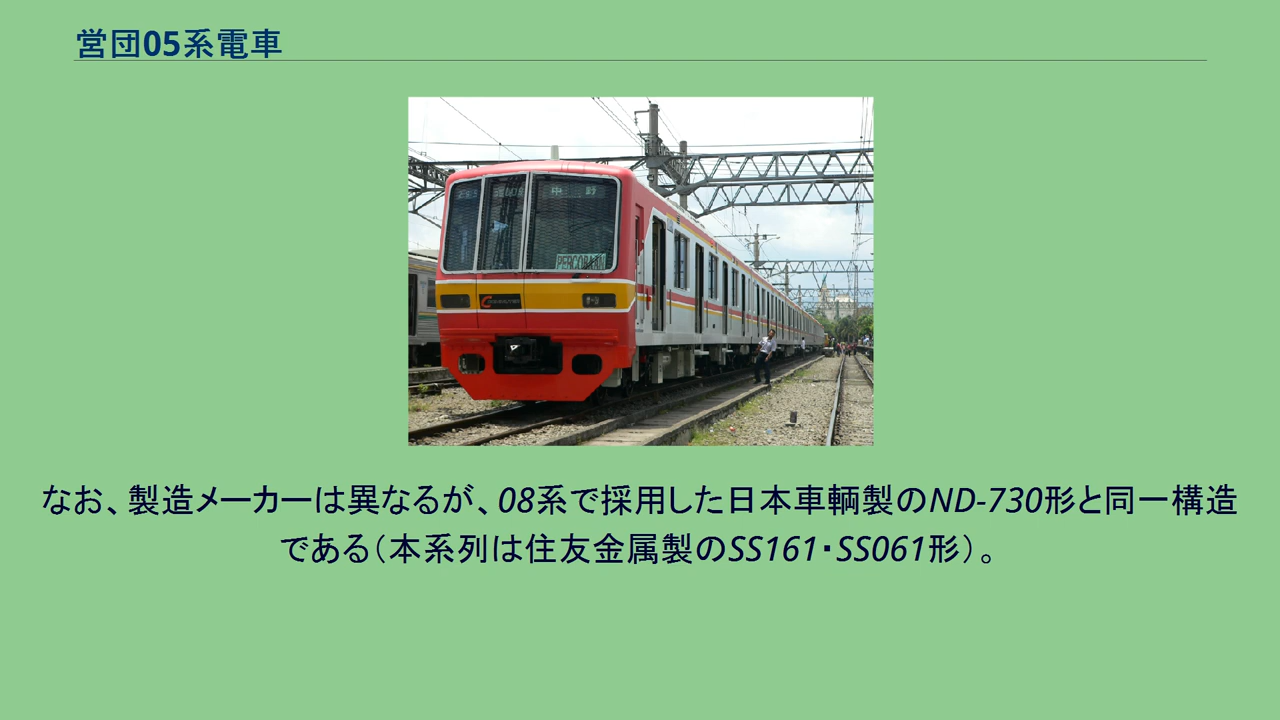 営団05系電車
中野
なお、製造メーカーは異なるが、08系で採用した日本車輌製のND-730形と同一構造
である（本系列は住友金属製のSS161・SS061形）。